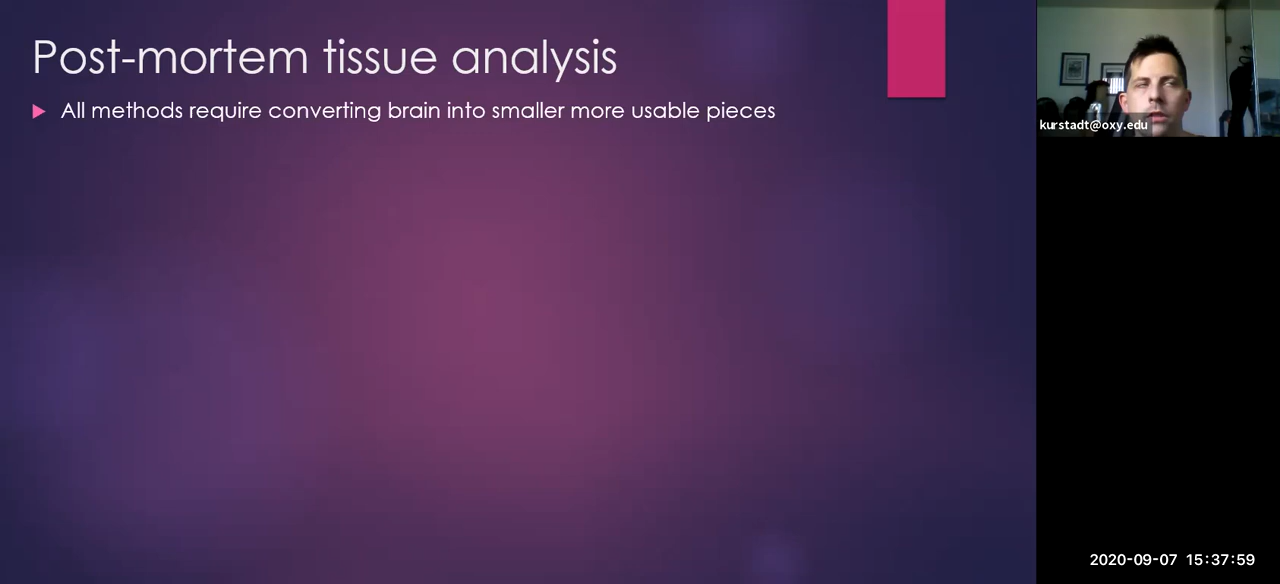 Post-mortem tissue analysis
All methods require converting brain into smaller more usable pieces
kurstadt@oxy.edu
2020-09-07 15:37:59